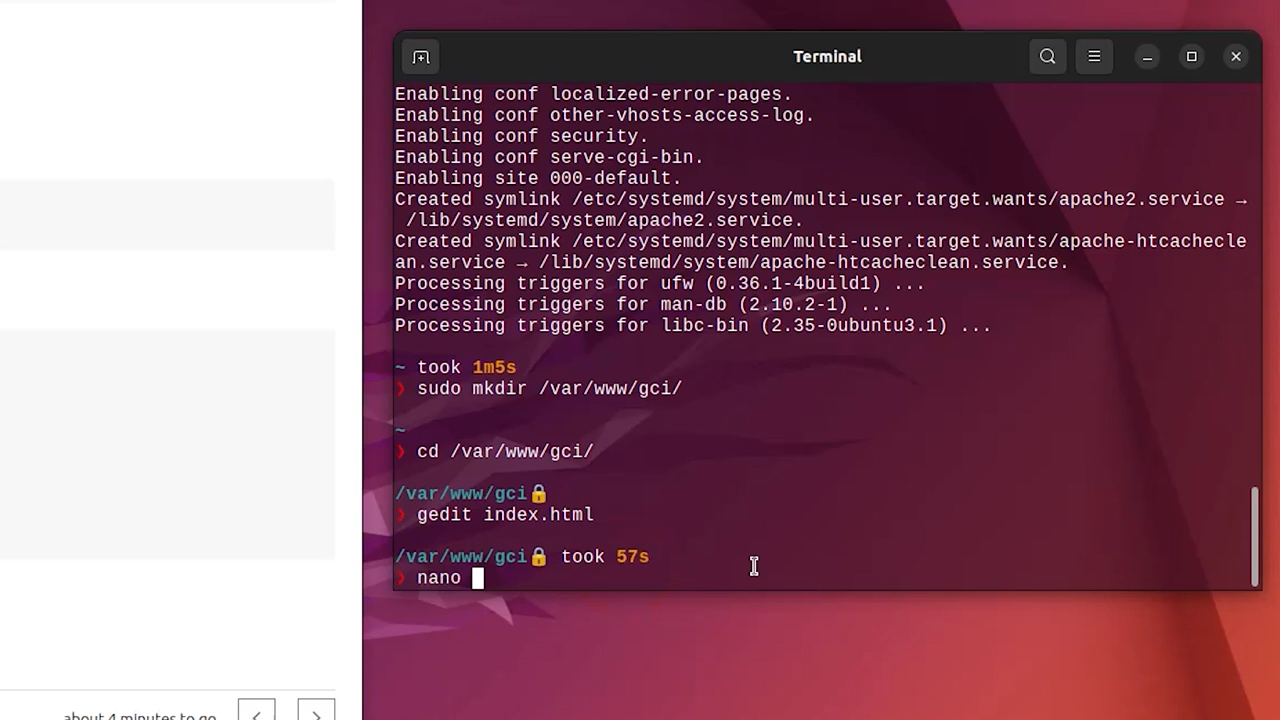 Terminal
Enabling conf localized-error-pages.
Enabling conf other-vhosts-access-log.
Enabling conf security.
Enabling conf serve-cgi-bin.
Enabling site 000-default.
Created symlink /etc/systemd/system/multi-user.target.wants/apache2.service →
/lib/systemd/system/apache2.service.
Created symlink /etc/systemd/system/multi-user.target.wants/apache-htcachecle
an.service → /lib/systemd/system/apache-htcacheclean.service.
Processing triggers for ufw (0.36.1-4build1) ...
Processing triggers for man-db (2.10.2-1) ...
Processing triggers for libc-bin (2.35-0ubuntu3.1) ...
~ took 1m5s
❯ sudo mkdir /var/www/gci/
~
❯ cd /var/www/gci/
/var/www/gci🔒
❯ gedit index.html
/var/www/gci🔒 took 57s
❯ nano
about 4 minutes to go